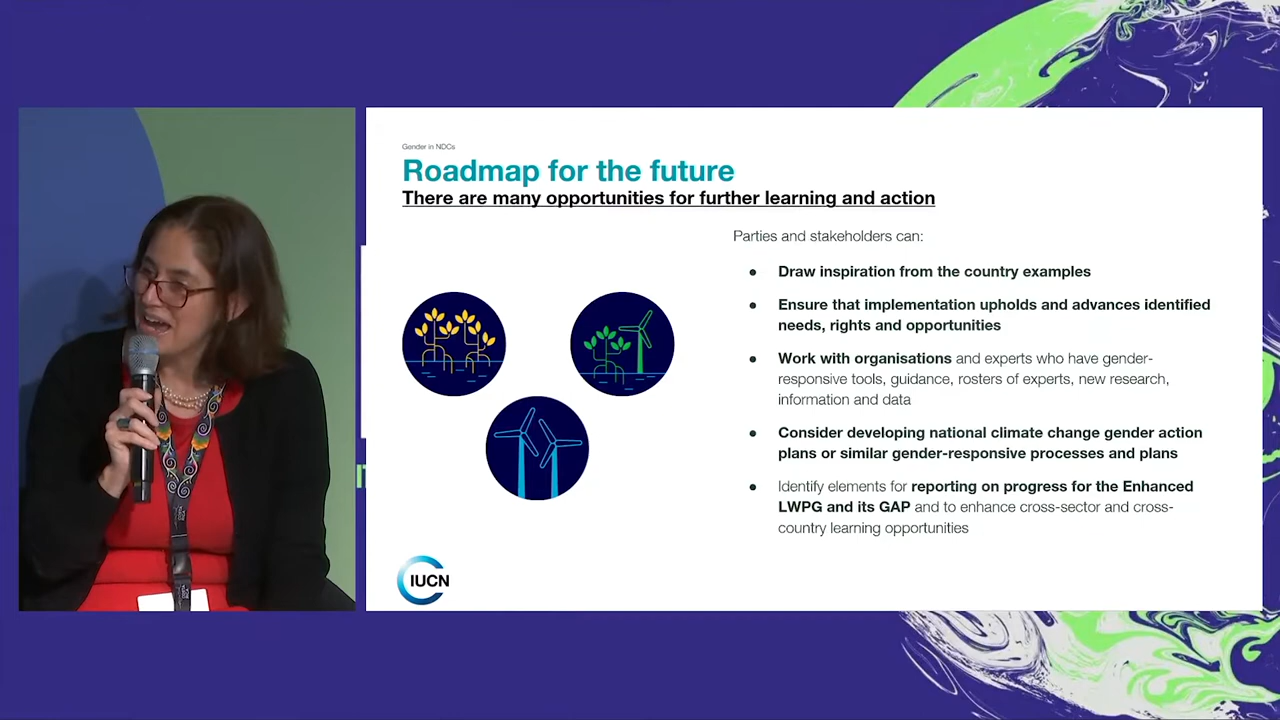 Gender in NDCs
Roadmap for the future
There are many opportunities for further learning and action
Parties and stakeholders can:
• Draw inspiration from the country examples
• Ensure that implementation upholds and advances identified
needs, rights and opportunities
• Work with organisations and experts who have gender-
responsive tools, guidance, rosters of experts, new research,
information and data
• Consider developing national climate change gender action
plans or similar gender-responsive processes and plans
• Identify elements for reporting on progress for the Enhanced
LWPG and its GAP and to enhance cross-sector and cross-
country learning opportunities
IUCN